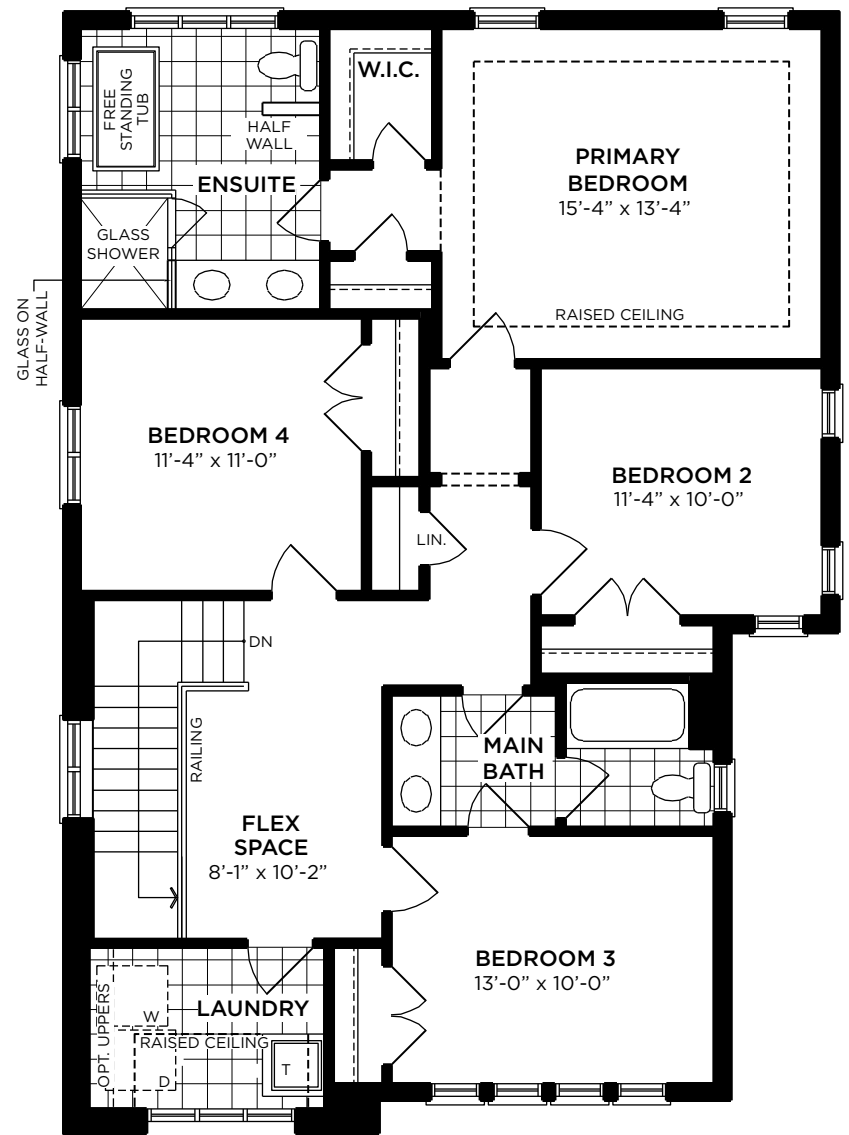 FREE
STANDING
TUB
HALF
WALL
ENSUITE
GLASS
SHOWER
GLASS ON
HALF-WALL
W.I.C.
PRIMARY
BEDROOM
15'-4” x 13'-4”
RAISED CEILING
BEDROOM 4
11'-4” x 11'-0”
LIN.
BEDROOM 2
11'-4” x 10'-0”
DN
RAILING
MAIN
BATH
FLEX
SPACE
8'-1” x 10'-2”
BEDROOM 3
13'-0” x 10'-0”
LAUNDRY
OPT. UPPERS
W
RAISED CEILING
D
T